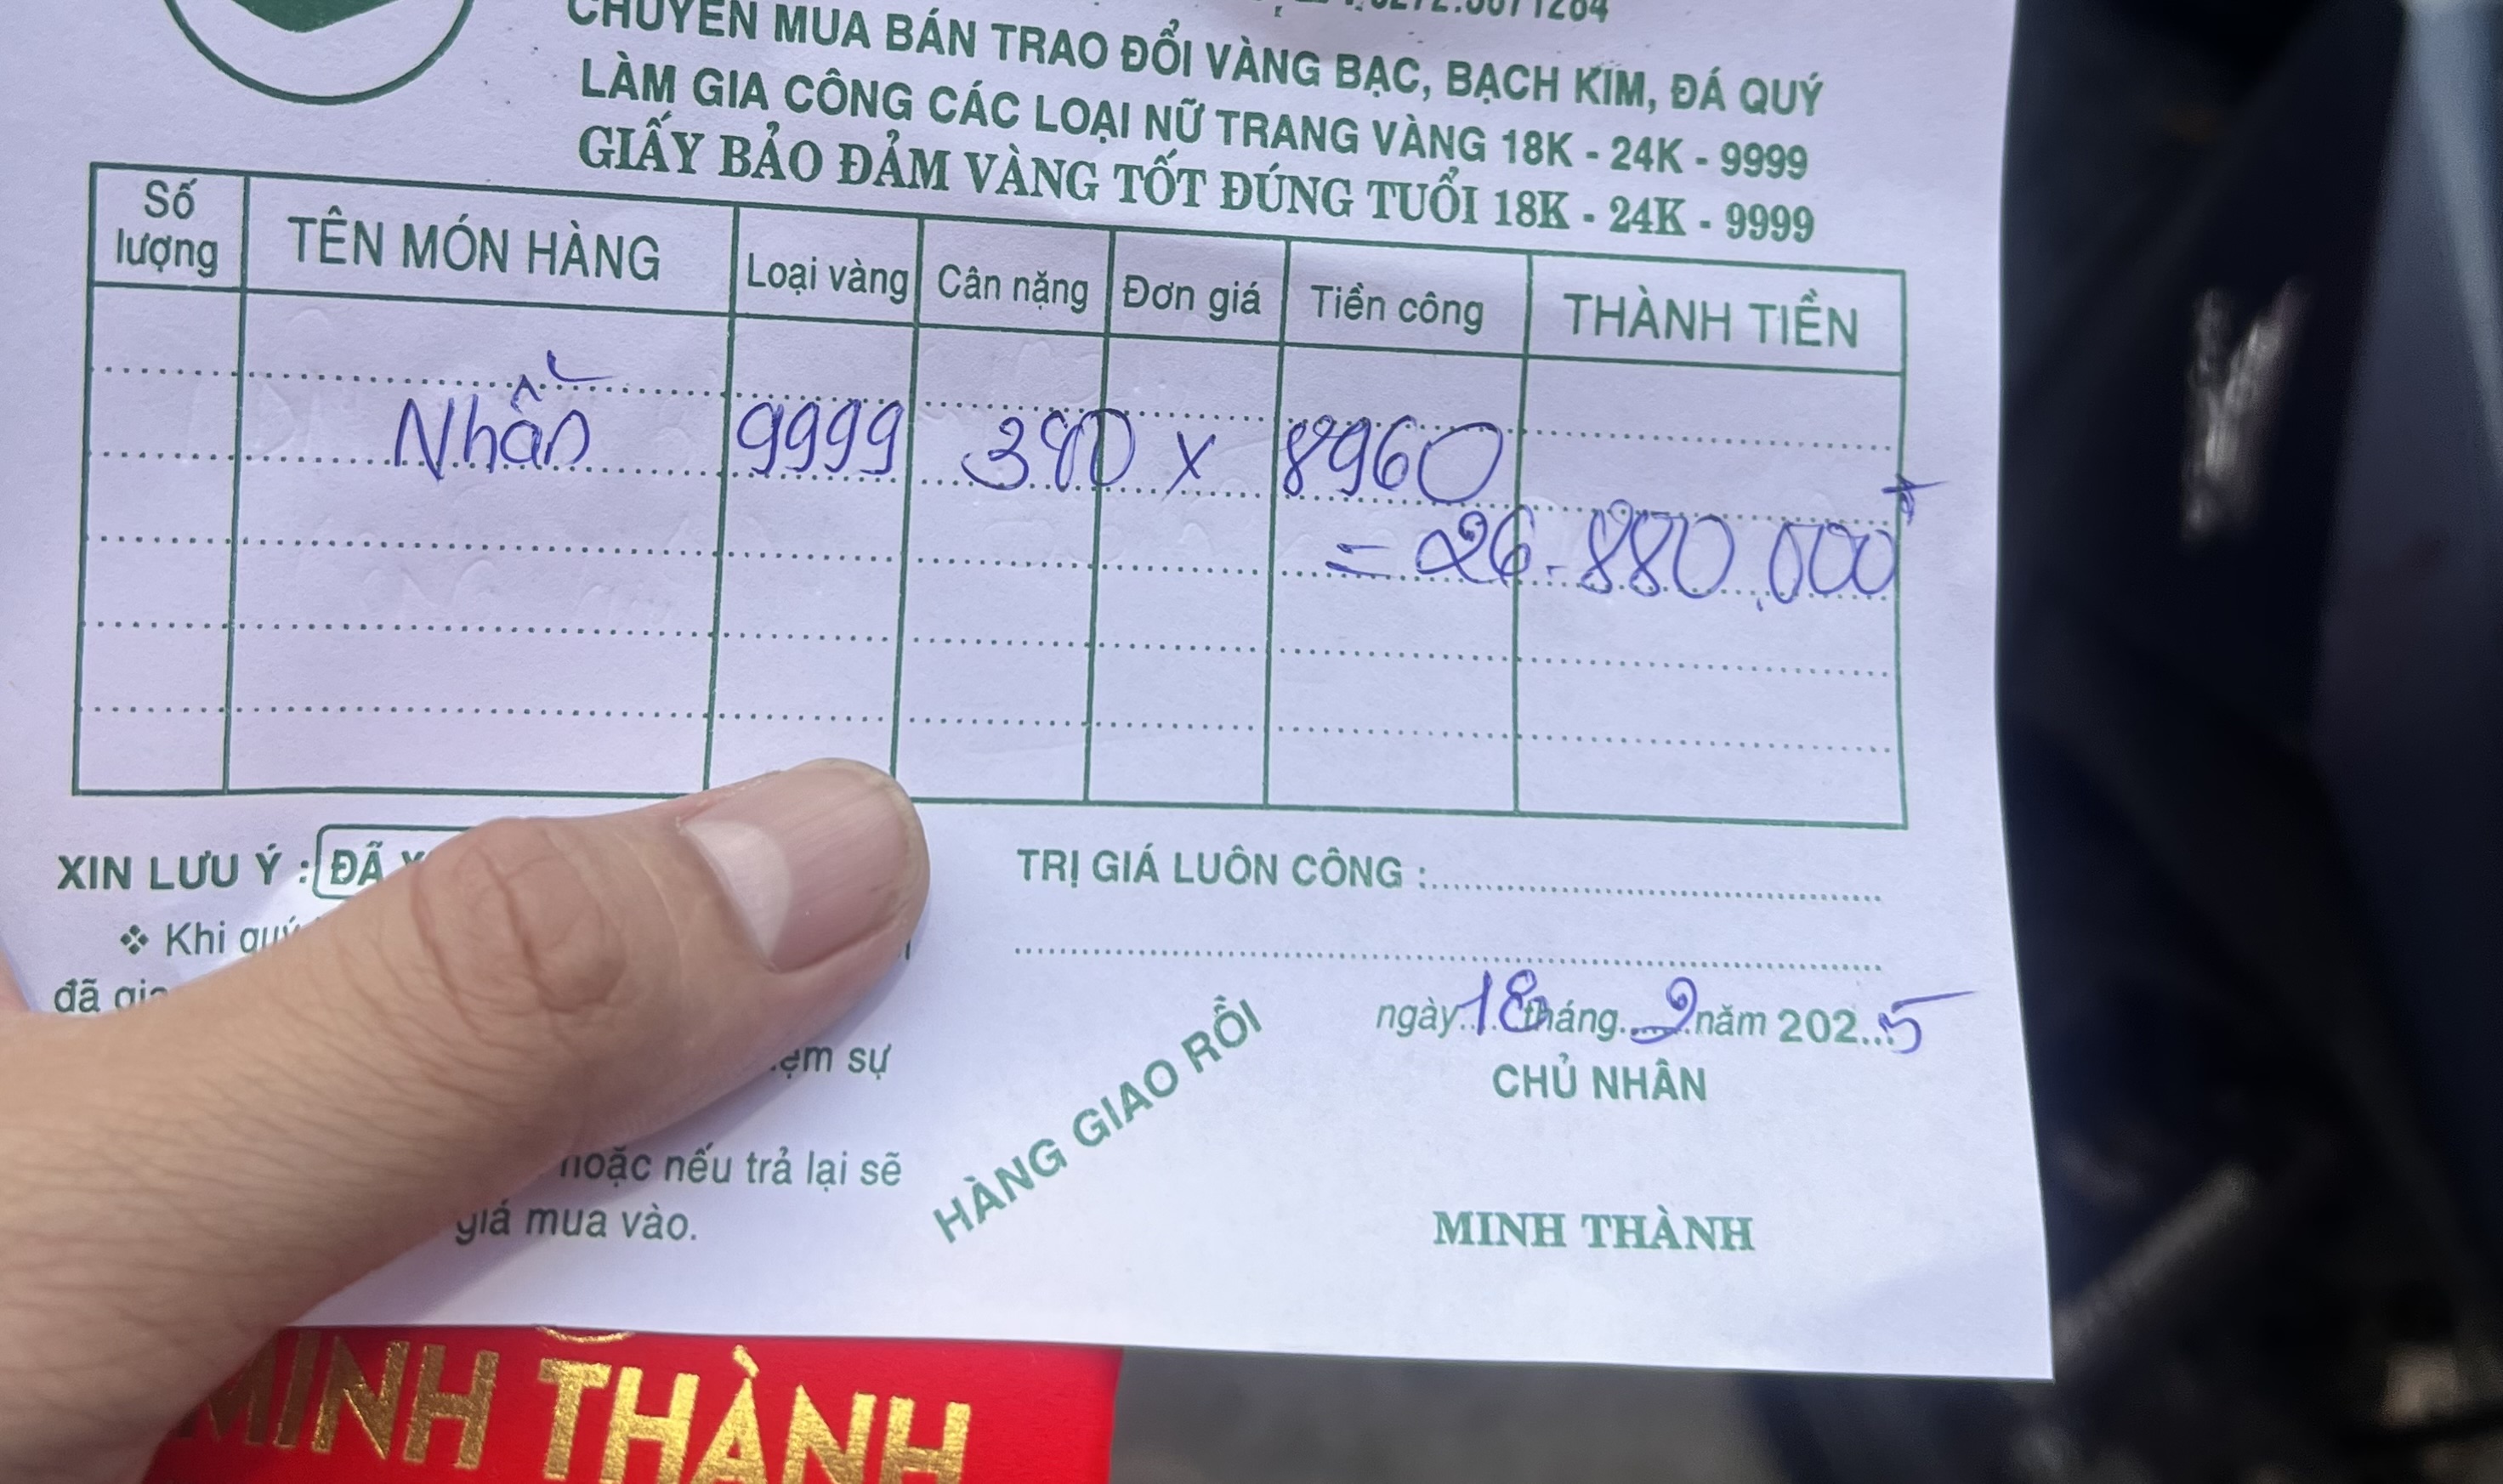 CHUYÊN MUA BÁN TRAO ĐỔI VÀNG BẠC, BẠCH KIM, ĐÁ QUÝ
LÀM GIA CÔNG CÁC LOẠI NỮ TRANG VÀNG 18K - 24K - 9999
GIẤY BẢO ĐẢM VÀNG TỐT ĐÚNG TUỔI 18K - 24K - 9999
Số lượng TÊN MÓN HÀNG Loại vàng Cân nặng Đơn giá Tiền công THÀNH TIỀN
Nhẫn 9999 x 8960
= 26.880.000đ
XIN LƯU Ý : ĐÃ
TRỊ GIÁ LUÔN CÔNG :
❖ Khi quý
đã
ngày 18 tháng 9 năm 2025
sự
CHỦ NHÂN
hoặc nếu trả lại sẽ
giá mua vào.
HÀNG GIAO RỒI
MINH THÀNH
MINH THÀNH